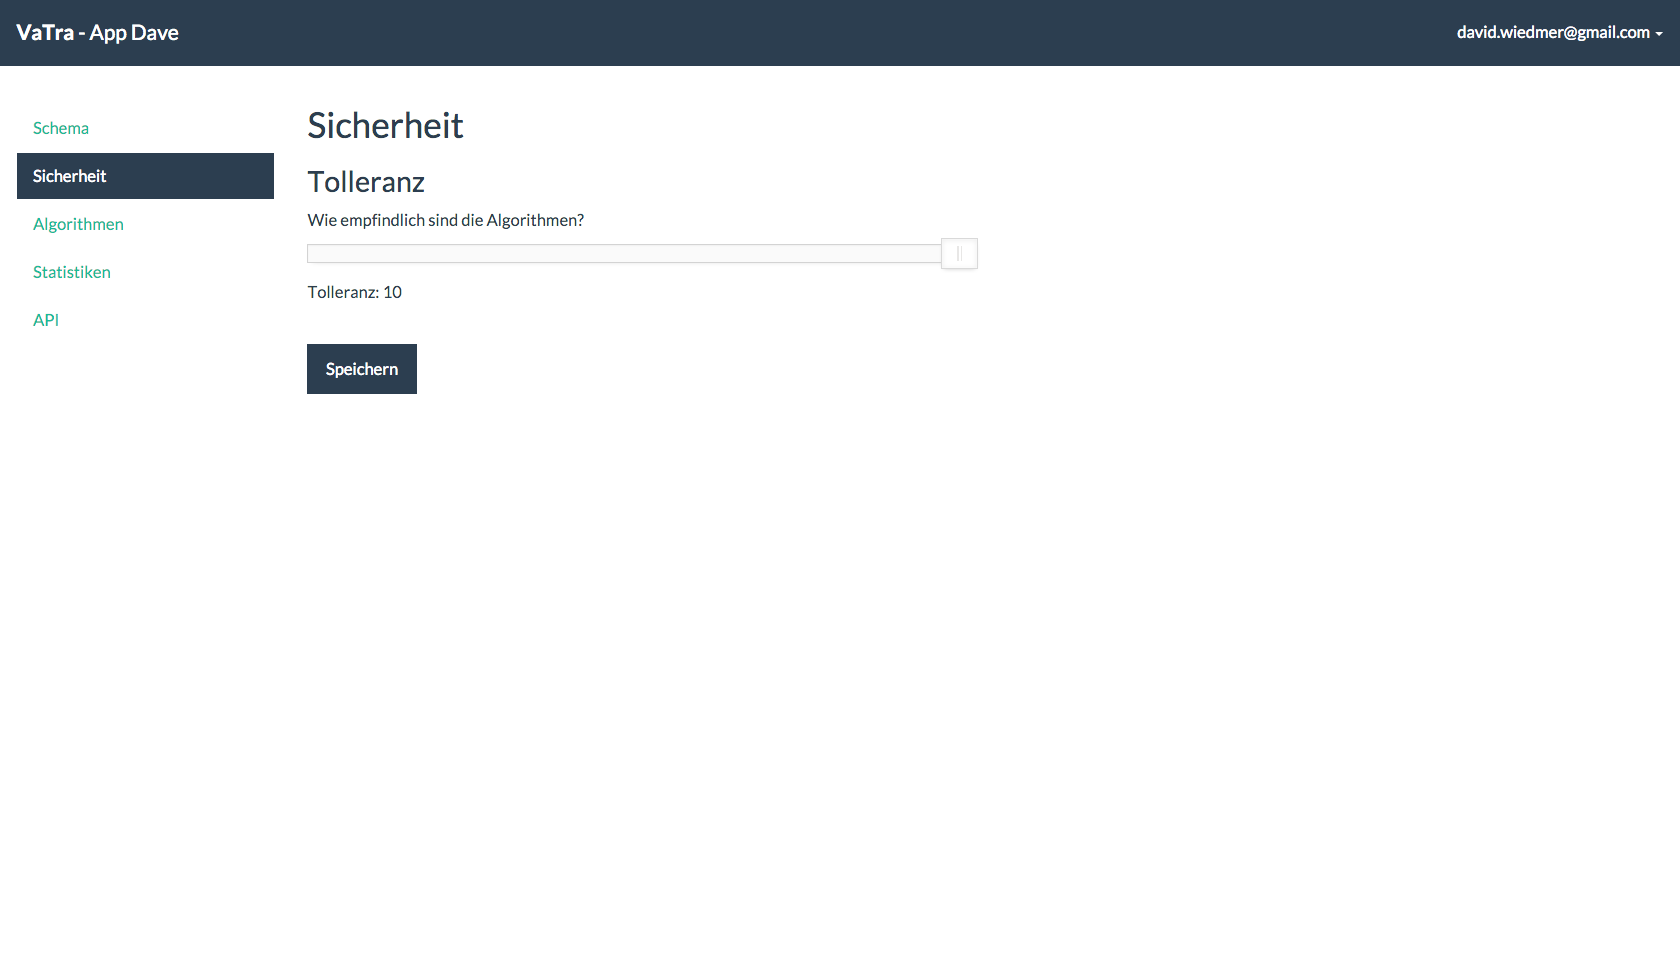 VaTra - App Dave
david.wiedmer@gmail.com
Schema
Sicherheit
Algorithmen
Statistiken
API
Sicherheit
Tolleranz
Wie empfindlich sind die Algorithmen?
Tolleranz: 10
Speichern